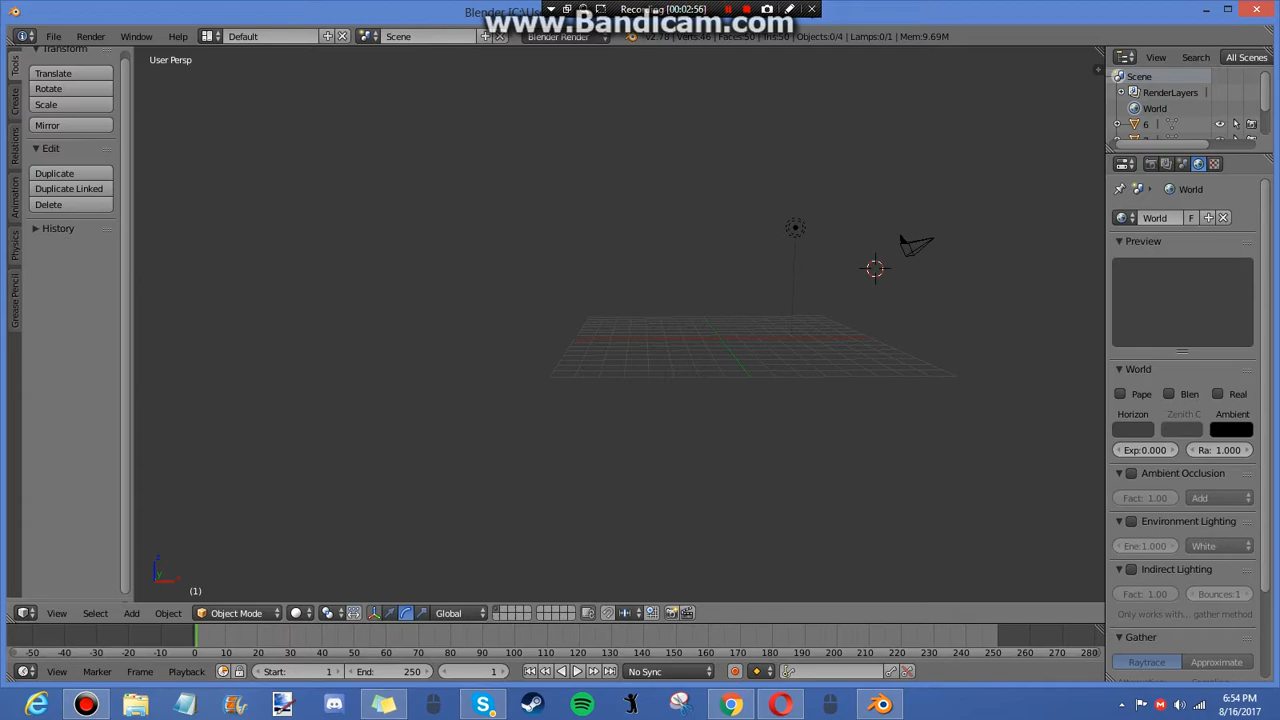 Blender [C:\Us
Recording [00:02:56]
www.Bandicam.com
File Render Window Help Default Scene Blender Render v2.78 Verts:46 Faces:50 Tris:50 Objects:0/4 Lamps:0/1 Mem:9.69M
Transform
Translate
Rotate
Scale
Mirror
Edit
Duplicate
Duplicate Linked
Delete
History
Tools
Create
Relations
Animation
Physics
Grease Pencil
User Persp
(1)
z
y
x
View Search All Scenes
Scene
RenderLayers
World
6
World
World F
Preview
World
Pape Blen Real
Horizon Zenith C Ambient
Exp:0.000 Ra: 1.000
Ambient Occlusion
Fact: 1.00 Add
Environment Lighting
Ene:1.000 White
Indirect Lighting
Fact: 1.00 Bounces:1
Only works with... gather method
Gather
Raytrace Approximate
View Select Add Object Object Mode Global
-50 -40 -30 -20 -10 0 10 20 30 40 50 60 70 80 90 100 110 120 130 140 150 160 170 180 190 200 210 220 230 240 250 260 270 280
View Marker Frame Playback Start: 1 End: 250 1 No Sync
6:54 PM
8/16/2017